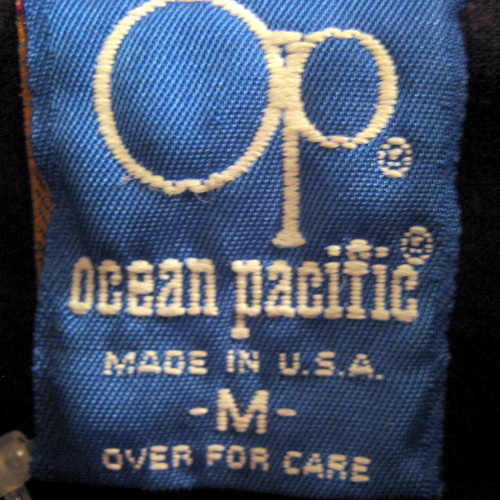 Op ®
ocean pacific®
MADE IN U.S.A.
-M-
OVER FOR CARE